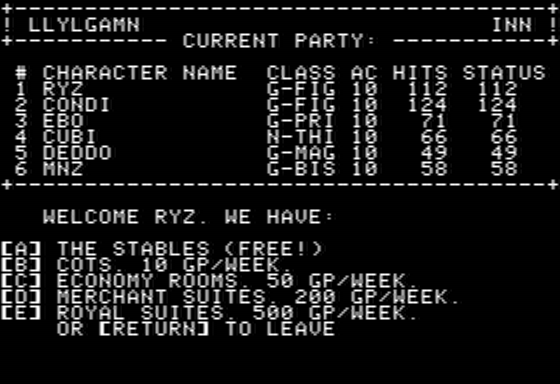 ! LLYLGAMN INN !
CURRENT PARTY:
# CHARACTER NAME CLASS AC HITS STATUS
1 RYZ G-FIG 10 112 112
2 CONDI G-FIG 10 124 124
3 EBO G-PRI 10 71 71
4 CUBI N-THI 10 66 66
5 DEDDO G-MAG 10 49 49
6 MNZ G-BIS 10 58 58
WELCOME RYZ. WE HAVE:
[A] THE STABLES (FREE!)
[B] COTS. 10 GP/WEEK.
[C] ECONOMY ROOMS. 50 GP/WEEK.
[D] MERCHANT SUITES. 200 GP/WEEK.
[E] ROYAL SUITES. 500 GP/WEEK.
OR [RETURN] TO LEAVE